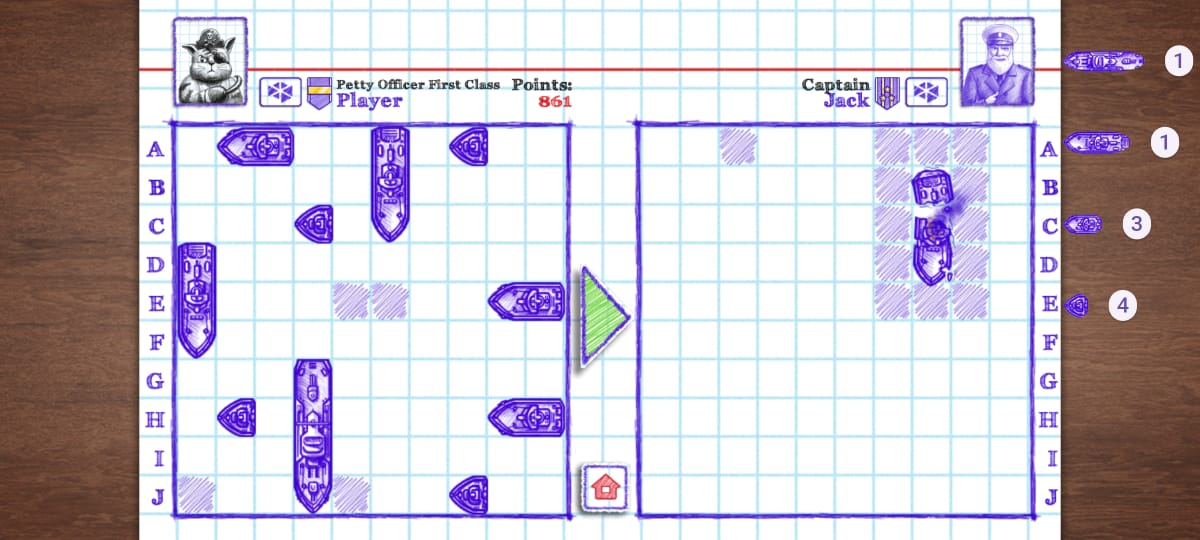 Petty Officer First Class
Player
Points:
861
Captain
Jack
A
B
C
D
E
F
G
H
I
J
A
B
C
D
E
F
G
H
I
J
1
1
3
4